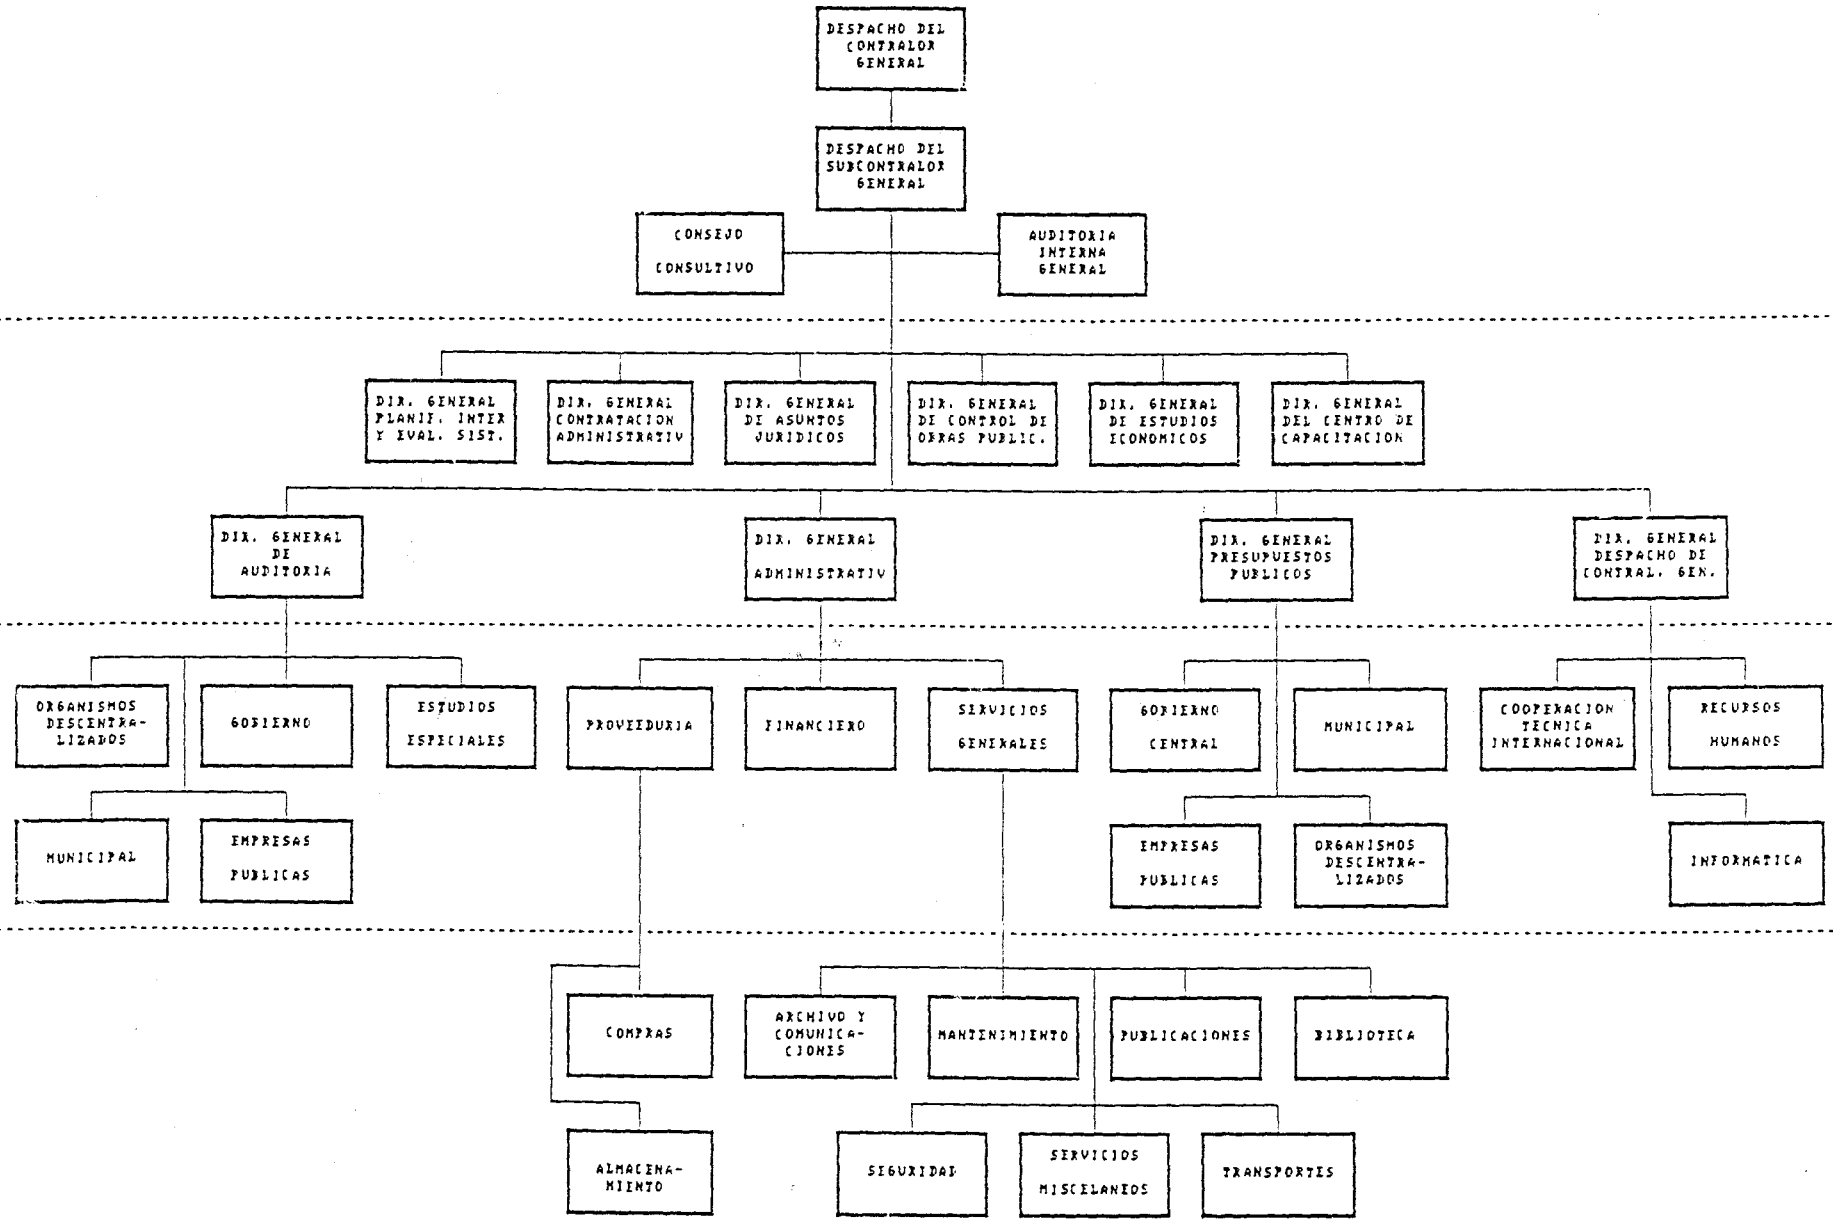 DESPACHO DEL
CONTRALOR
GENERAL
DESPACHO DEL
SUBCONTRALOR
GENERAL
CONSEJO
CONSULTIVO
AUDITORIA
INTERNA
GENERAL
DIR. GENERAL
PLANIF. INTER
Y EVAL. SIST.
DIR. GENERAL
CONTRATACION
ADMINISTRATIV
DIR. GENERAL
DE ASUNTOS
JURIDICOS
DIR. GENERAL
DE CONTROL DE
OBRAS PUBLIC.
DIR. GENERAL
DE ESTUDIOS
ECONOMICOS
DIR. GENERAL
DEL CENTRO DE
CAPACITACION
DIR. GENERAL
DE
AUDITORIA
DIR. GENERAL
ADMINISTRATIV
DIR. GENERAL
PRESUPUESTOS
PUBLICOS
DIR. GENERAL
DESPACHO DE
CONTRAL. GEN.
ORGANISMOS
DESCENTRA-
LIZADOS
GOBIERNO
ESTUDIOS
ESPECIALES
PROVEEDURIA
FINANCIERO
SERVICIOS
GENERALES
GOBIERNO
CENTRAL
MUNICIPAL
COOPERACION
TECNICA
INTERNACIONAL
RECURSOS
HUMANOS
MUNICIPAL
EMPRESAS
PUBLICAS
EMPRESAS
PUBLICAS
ORGANISMOS
DESCENTRA-
LIZADOS
INFORMATICA
COMPRAS
ARCHIVO Y
COMUNICA-
CIONES
MANTENIMIENTO
PUBLICACIONES
BIBLIOTECA
ALMACENA-
MIENTO
SEGURIDAD
SERVICIOS
MISCELANEOS
TRANSPORTES